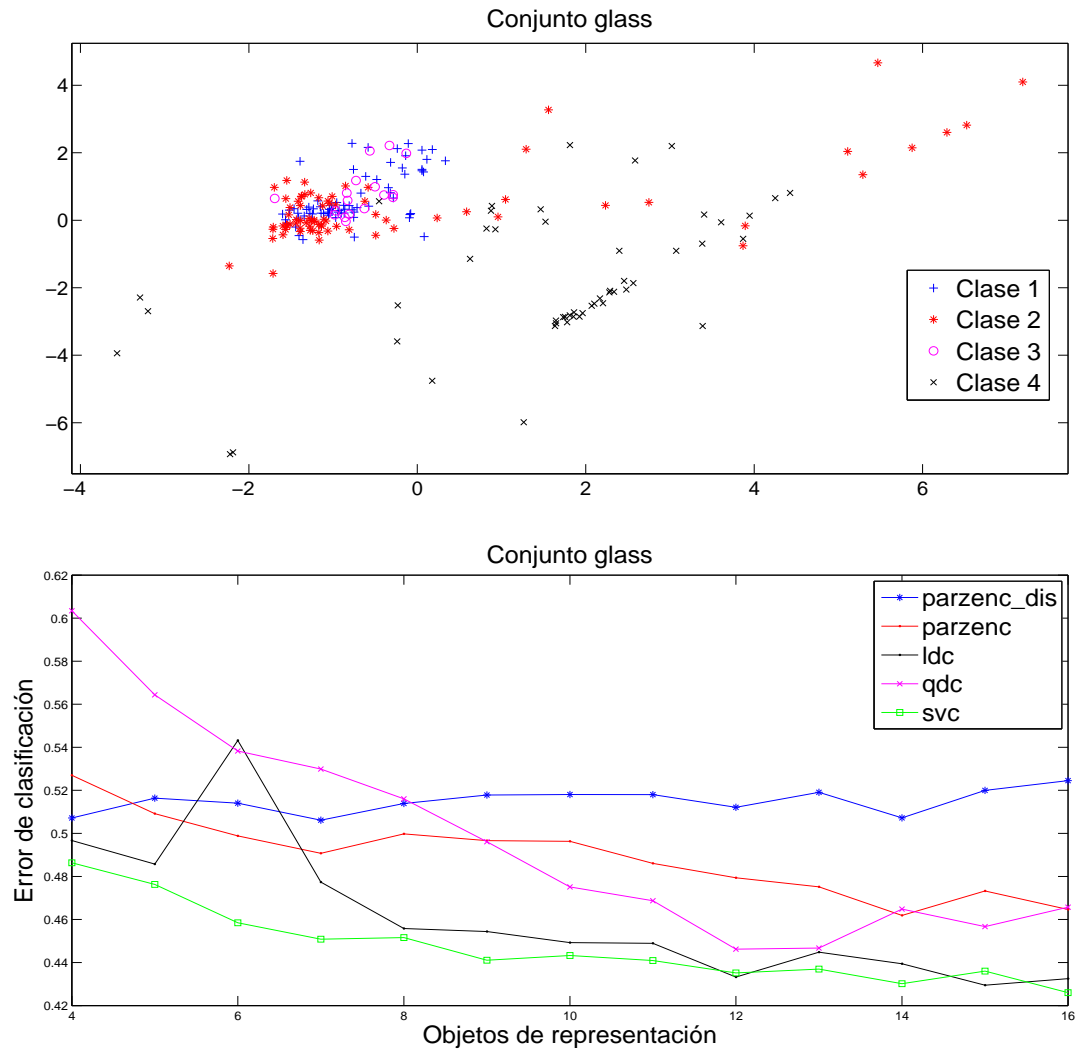 Conjunto glass
4
2
0
−2
−4
−6
−4
−2
0
2
4
6
Clase 1
Clase 2
Clase 3
Clase 4
Conjunto glass
0.62
0.6
0.58
0.56
0.54
0.52
0.5
0.48
0.46
0.44
0.42
Error de clasificación
4
6
8
10
12
14
16
Objetos de representación
parzenc_dis
parzenc
ldc
qdc
svc